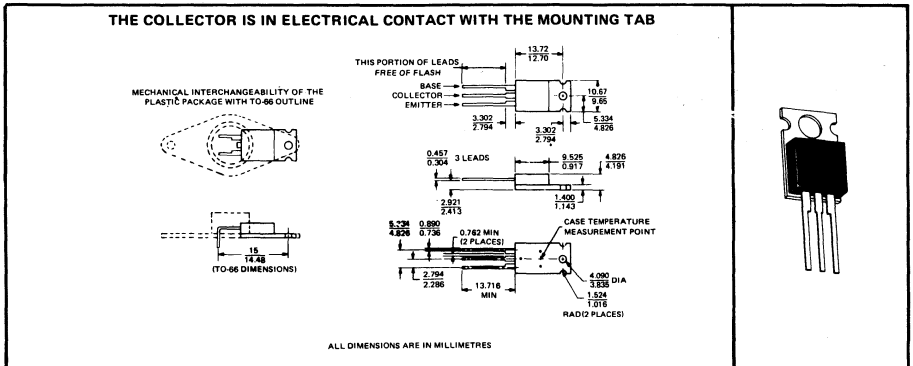 THE COLLECTOR IS IN ELECTRICAL CONTACT WITH THE MOUNTING TAB
MECHANICAL INTERCHANGEABILITY OF THE
PLASTIC PACKAGE WITH TO-66 OUTLINE
15
14.48
(TO-66 DIMENSIONS)
THIS PORTION OF LEADS
FREE OF FLASH
BASE
COLLECTOR
EMITTER
13.72
12.70
10.67
9.65
5.334
4.826
3.302
2.794
3.302
2.794
0.457
0.304
3 LEADS
9.525
0.917
4.826
4.191
2.921
2.413
1.400
1.143
5.334
4.826
0.890
0.736
0.762 MIN
(2 PLACES)
CASE TEMPERATURE
MEASUREMENT POINT
2.794
2.286
13.716
MIN
4.090
3.835
DIA
1.524
1.016
RAD(2 PLACES)
ALL DIMENSIONS ARE IN MILLIMETRES